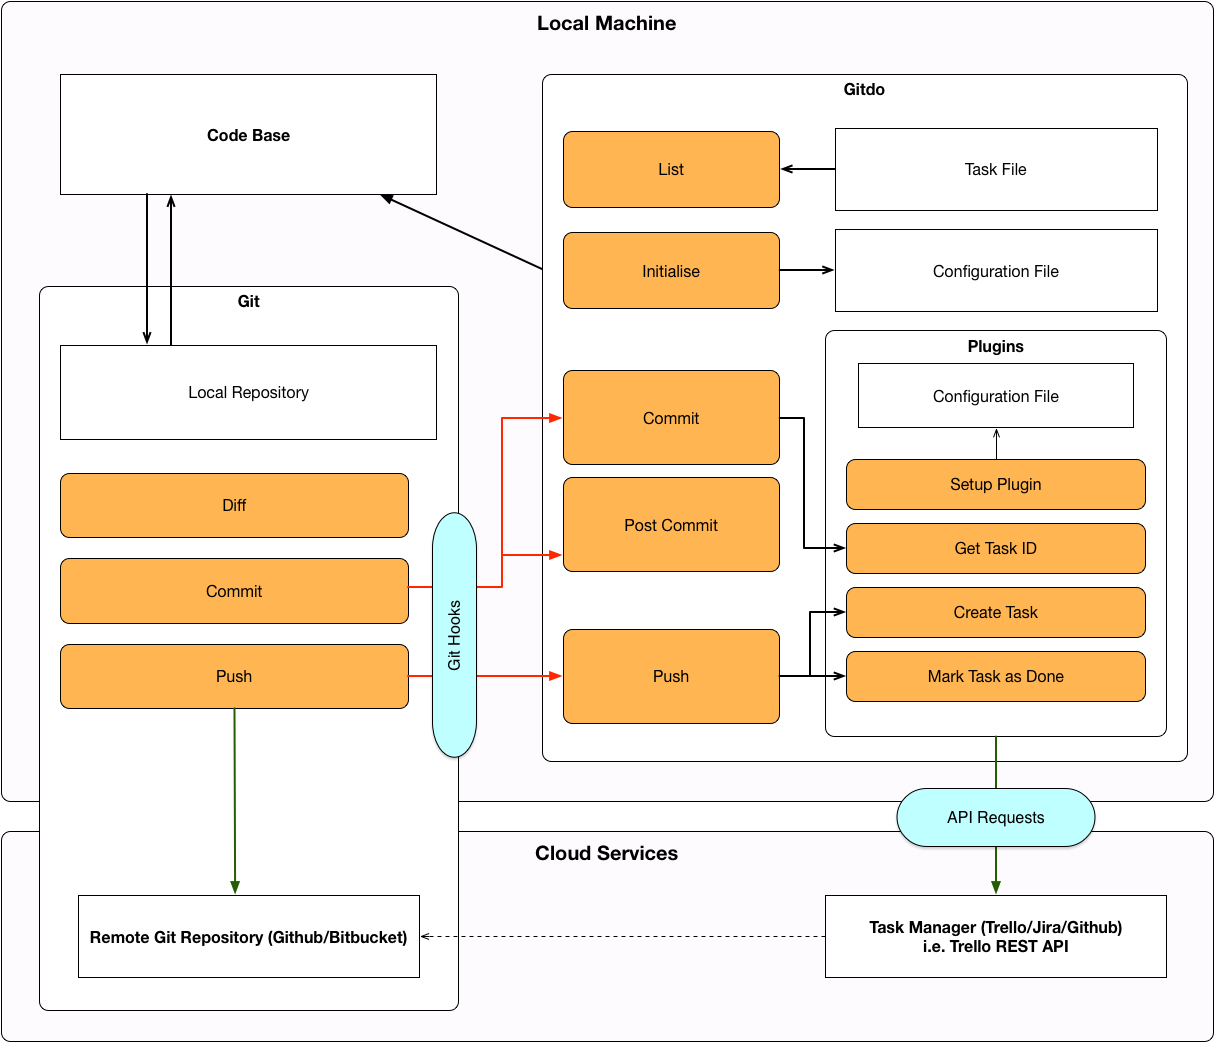 Local Machine
Code Base
Git
Local Repository
Diff
Commit
Push
Git Hooks
Gitdo
List
Task File
Initialise
Configuration File
Commit
Post Commit
Push
Plugins
Configuration File
Setup Plugin
Get Task ID
Create Task
Mark Task as Done
API Requests
Cloud Services
Remote Git Repository (Github/Bitbucket)
Task Manager (Trello/Jira/Github)
i.e. Trello REST API